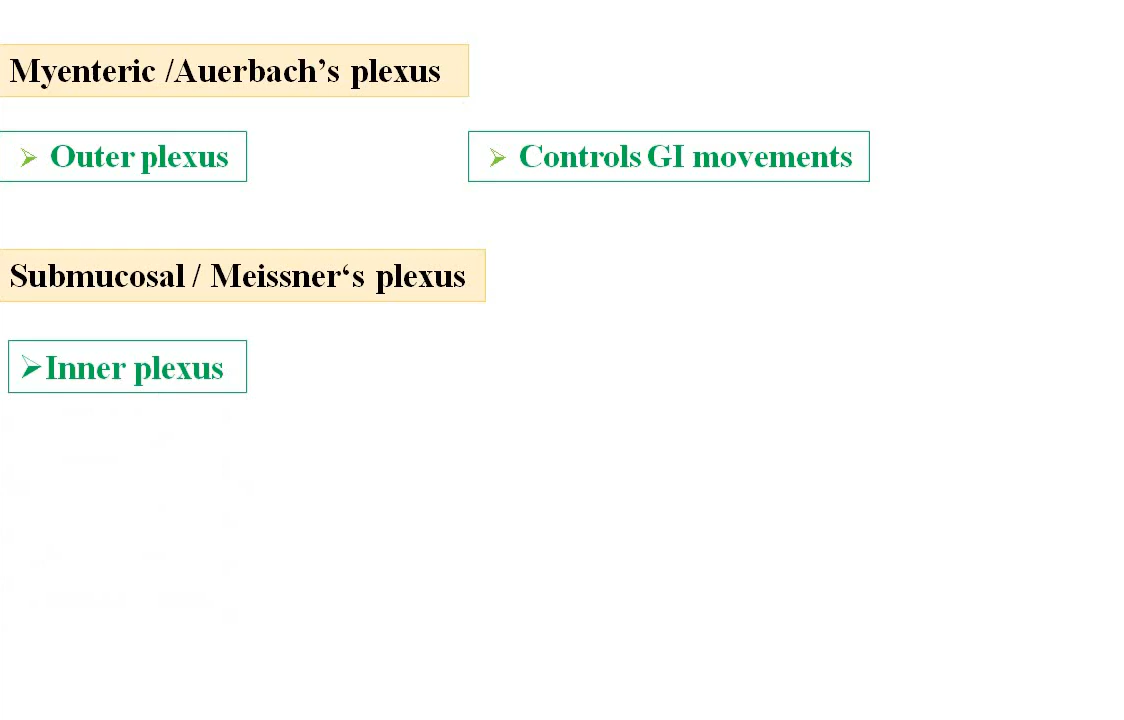 Myenteric /Auerbach’s plexus
➢ Outer plexus
➢ Controls GI movements
Submucosal / Meissner‘s plexus
➢Inner plexus